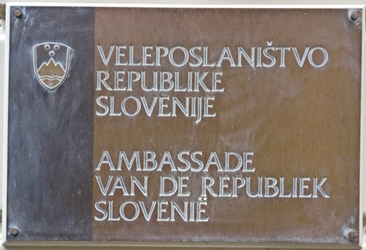 VELEPOSLANIŠTVO
REPUBLIKE
SLOVENIJE
AMBASSADE
VAN DE REPUBLIEK
SLOVENIË